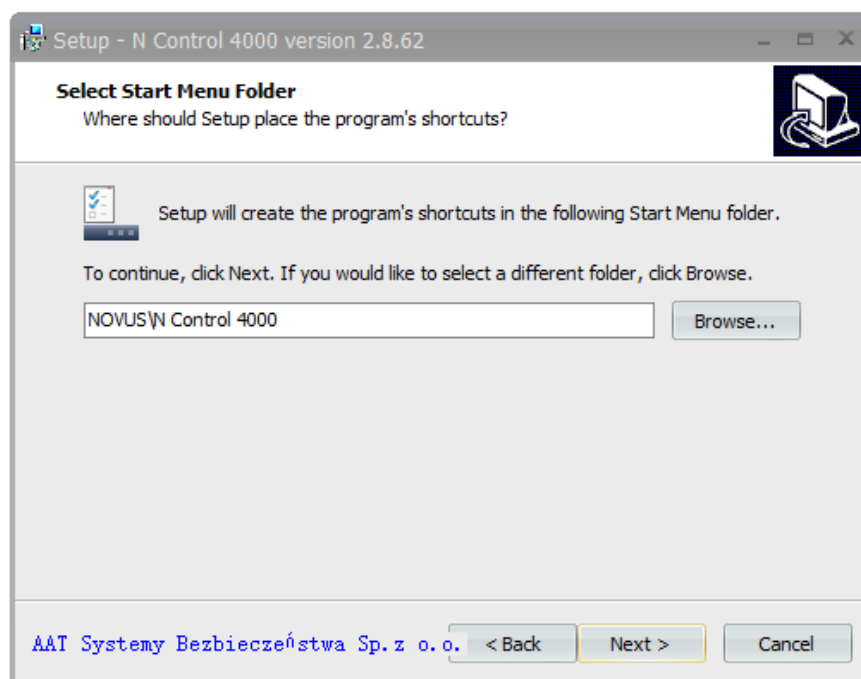 Setup - N Control 4000 version 2.8.62
Select Start Menu Folder
Where should Setup place the program's shortcuts?
Setup will create the program's shortcuts in the following Start Menu folder.
To continue, click Next. If you would like to select a different folder, click Browse.
NOVUS\N Control 4000
Browse...
AAT Systemy Bezbieczeństwa Sp.z o.o.
< Back
Next >
Cancel